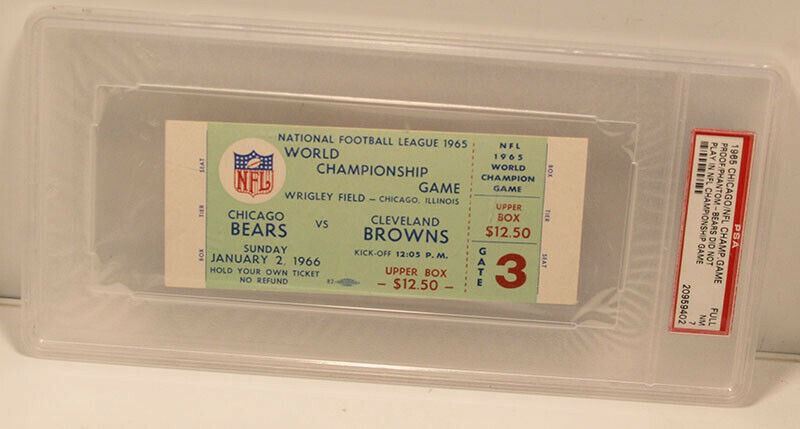 NATIONAL FOOTBALL LEAGUE 1965
WORLD
CHAMPIONSHIP
GAME
WRIGLEY FIELD – CHICAGO, ILLINOIS
NFL
CHICAGO
BEARS
VS
CLEVELAND
BROWNS
SUNDAY
JANUARY 2, 1966
KICK-OFF 12:05 P. M.
HOLD YOUR OWN TICKET
NO REFUND
UPPER BOX
– $12.50 –
SEAT
TIER
BOX
NFL
1965
WORLD
CHAMPION
GAME
UPPER
BOX
$12.50
GATE
3
BOX
TIER
SEAT
PSA
1965 CHICAGO/NFL CHAMP. GAME
PROOF/PHANTOM - BEARS DID NOT
PLAY IN NFL CHAMPIONSHIP GAME
FULL
NM
7
20959402